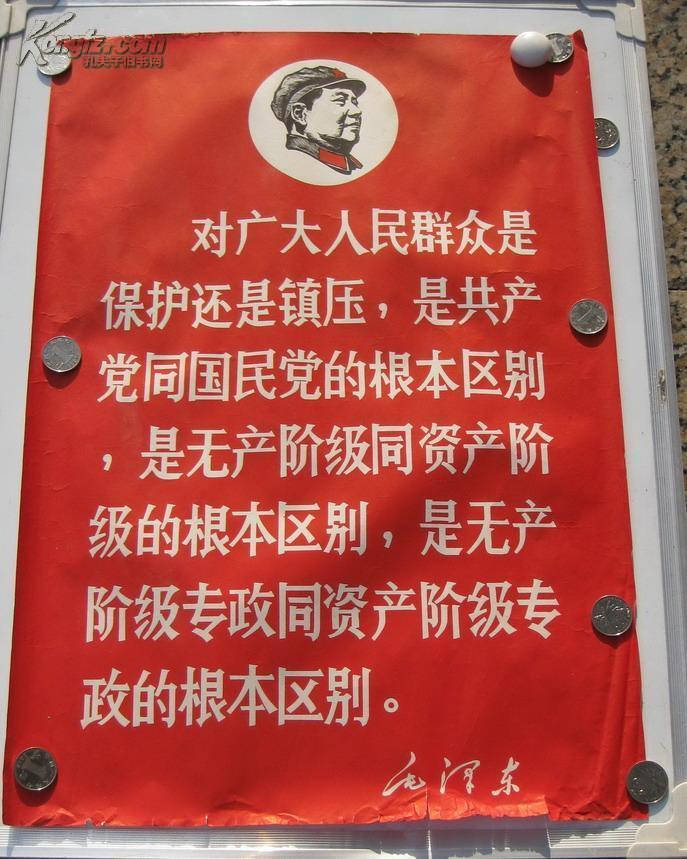 Kongfz.com
孔夫子旧书网
对广大人民群众是
保护还是镇压，是共产
党同国民党的根本区别
，是无产阶级同资产阶
级的根本区别，是无产
阶级专政同资产阶级专
政的根本区别。
毛泽东